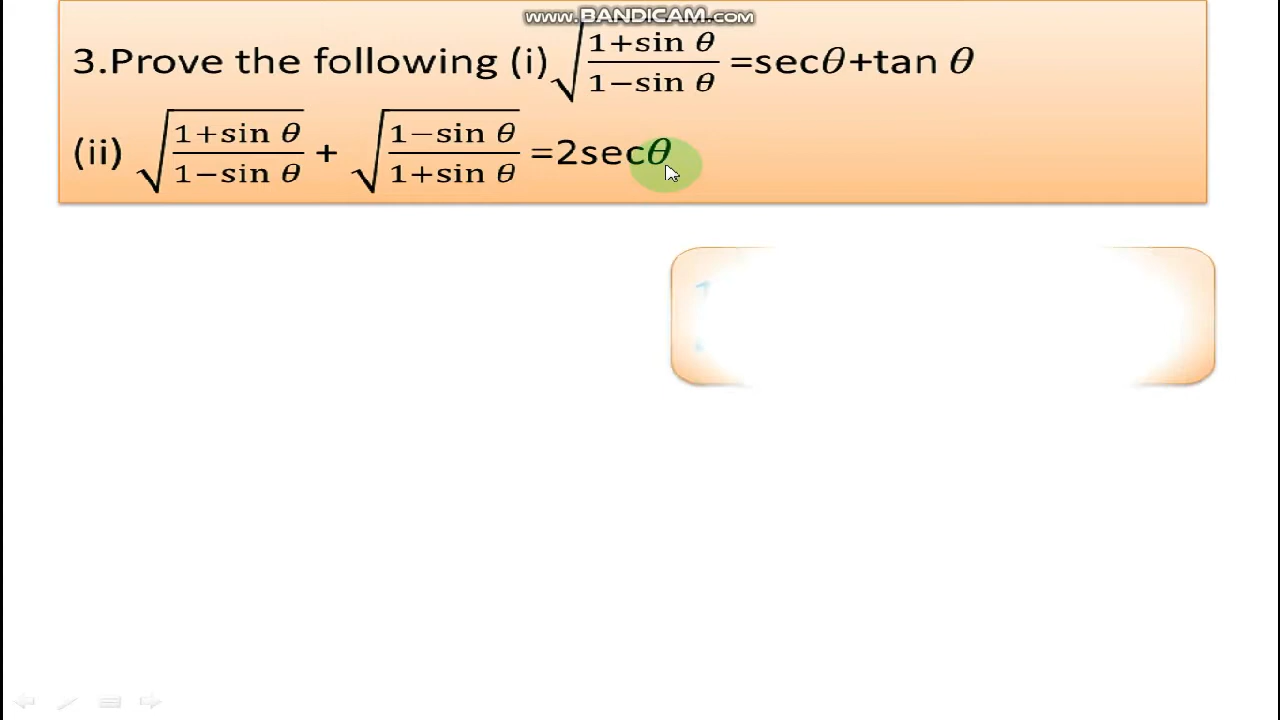 www.BANDICAM.com
3.Prove the following (i) √((1+sin θ)/(1−sin θ)) =secθ+tan θ
(ii) √((1+sin θ)/(1−sin θ)) + √((1−sin θ)/(1+sin θ)) =2secθ